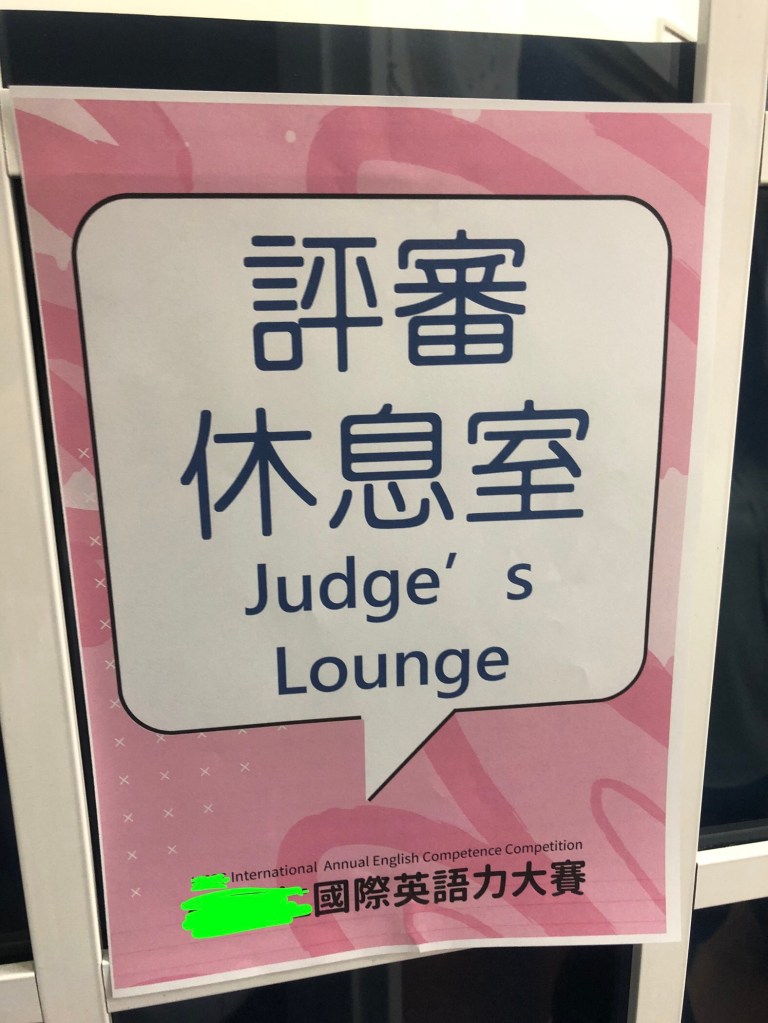 評審
休息室
Judge’s
Lounge
International Annual English Competence Competition
國際英語力大賽